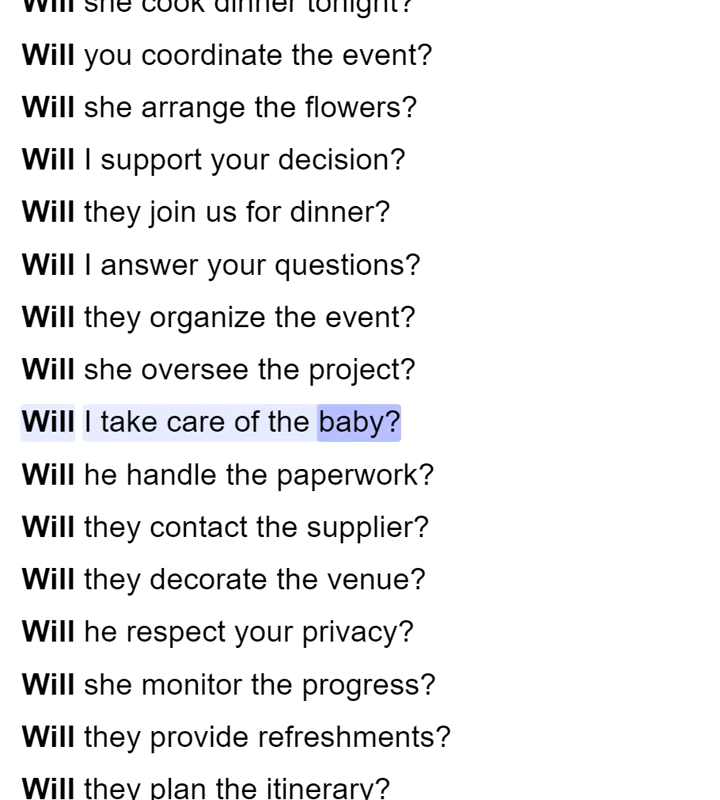 Will she cook dinner tonight?
Will you coordinate the event?
Will she arrange the flowers?
Will I support your decision?
Will they join us for dinner?
Will I answer your questions?
Will they organize the event?
Will she oversee the project?
Will I take care of the baby?
Will he handle the paperwork?
Will they contact the supplier?
Will they decorate the venue?
Will he respect your privacy?
Will she monitor the progress?
Will they provide refreshments?
Will they plan the itinerary?